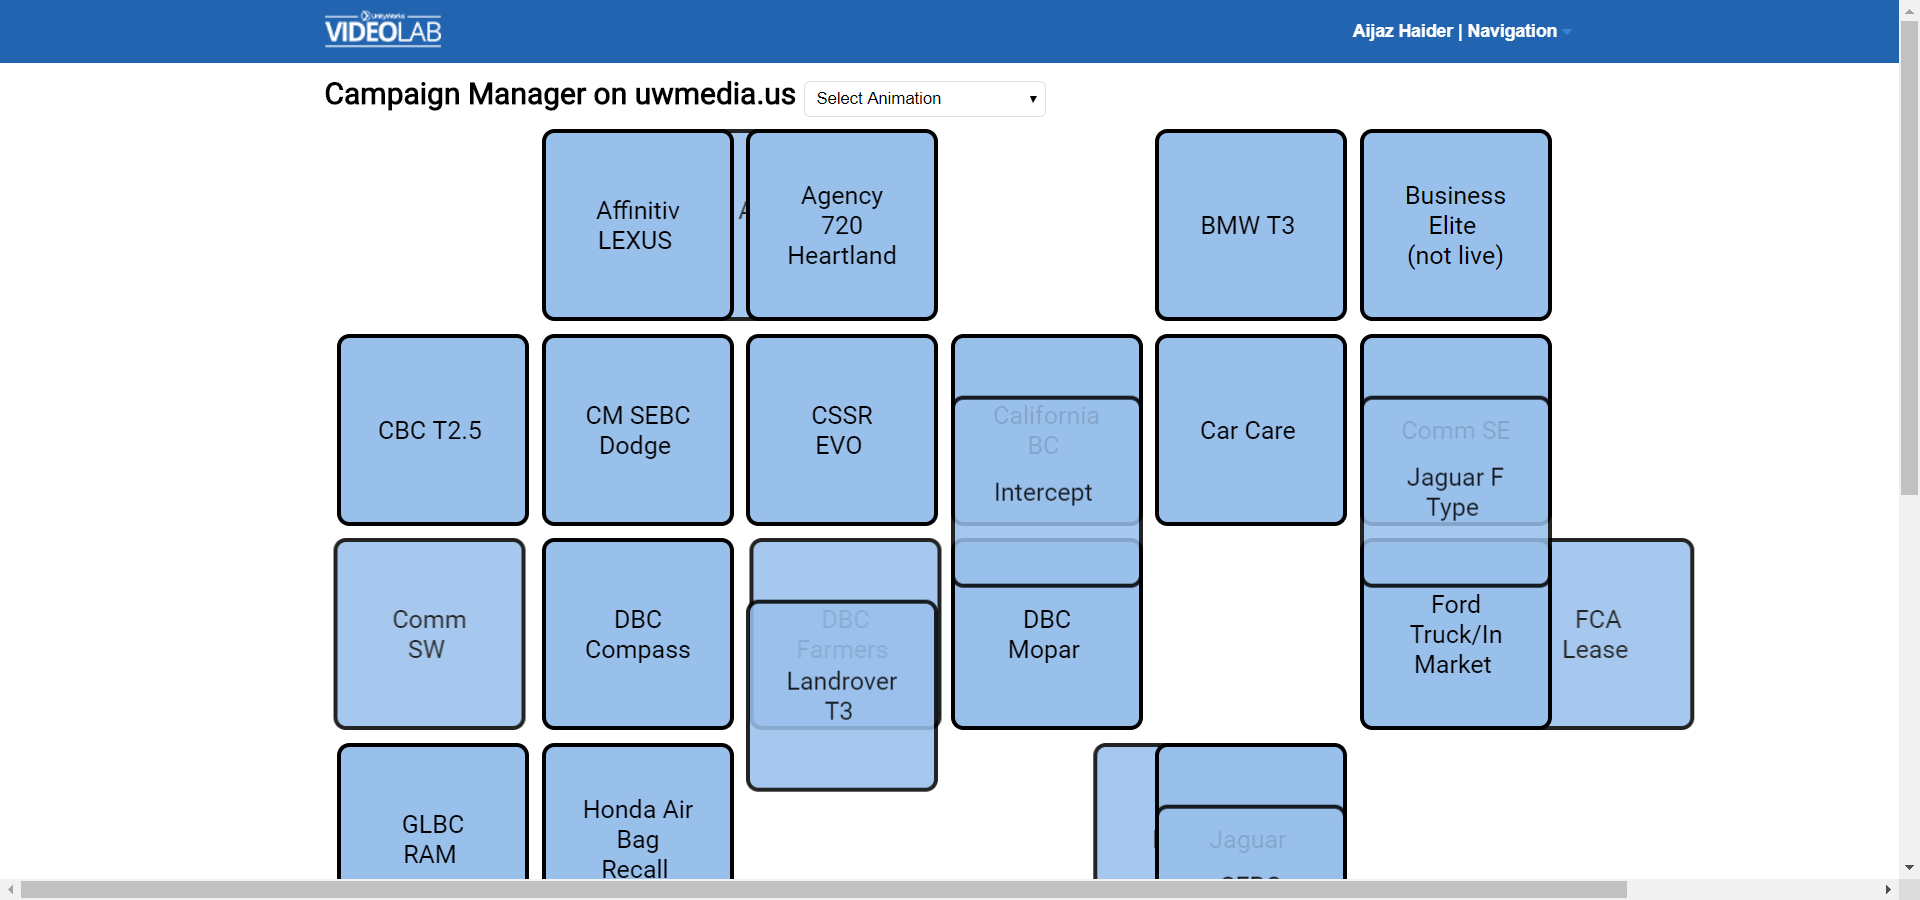 UnityWorks
VIDEOLAB
Aijaz Haider | Navigation
Campaign Manager on uwmedia.us
Select Animation
Affinitiv
LEXUS
A
Agency
720
Heartland
BMW T3
Business
Elite
(not live)
CBC T2.5
CM SEBC
Dodge
CSSR
EVO
California
BC
Intercept
Car Care
Comm SE
Jaguar F
Type
Comm
SW
DBC
Compass
DBC
Farmers
Landrover
T3
DBC
Mopar
Ford
Truck/In
Market
FCA
Lease
GLBC
RAM
Honda Air
Bag
Recall
Jaguar